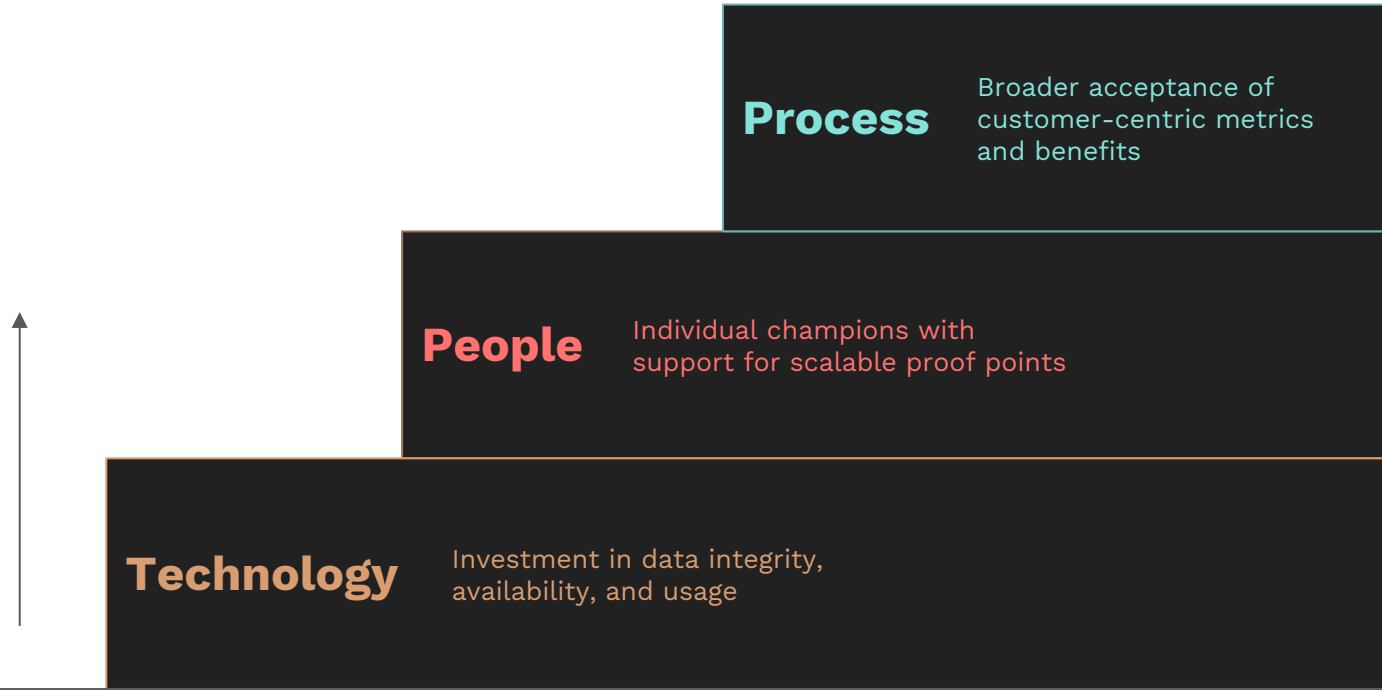 Process
Broader acceptance of
customer-centric metrics
and benefits
People
Individual champions with
support for scalable proof points
Technology
Investment in data integrity,
availability, and usage